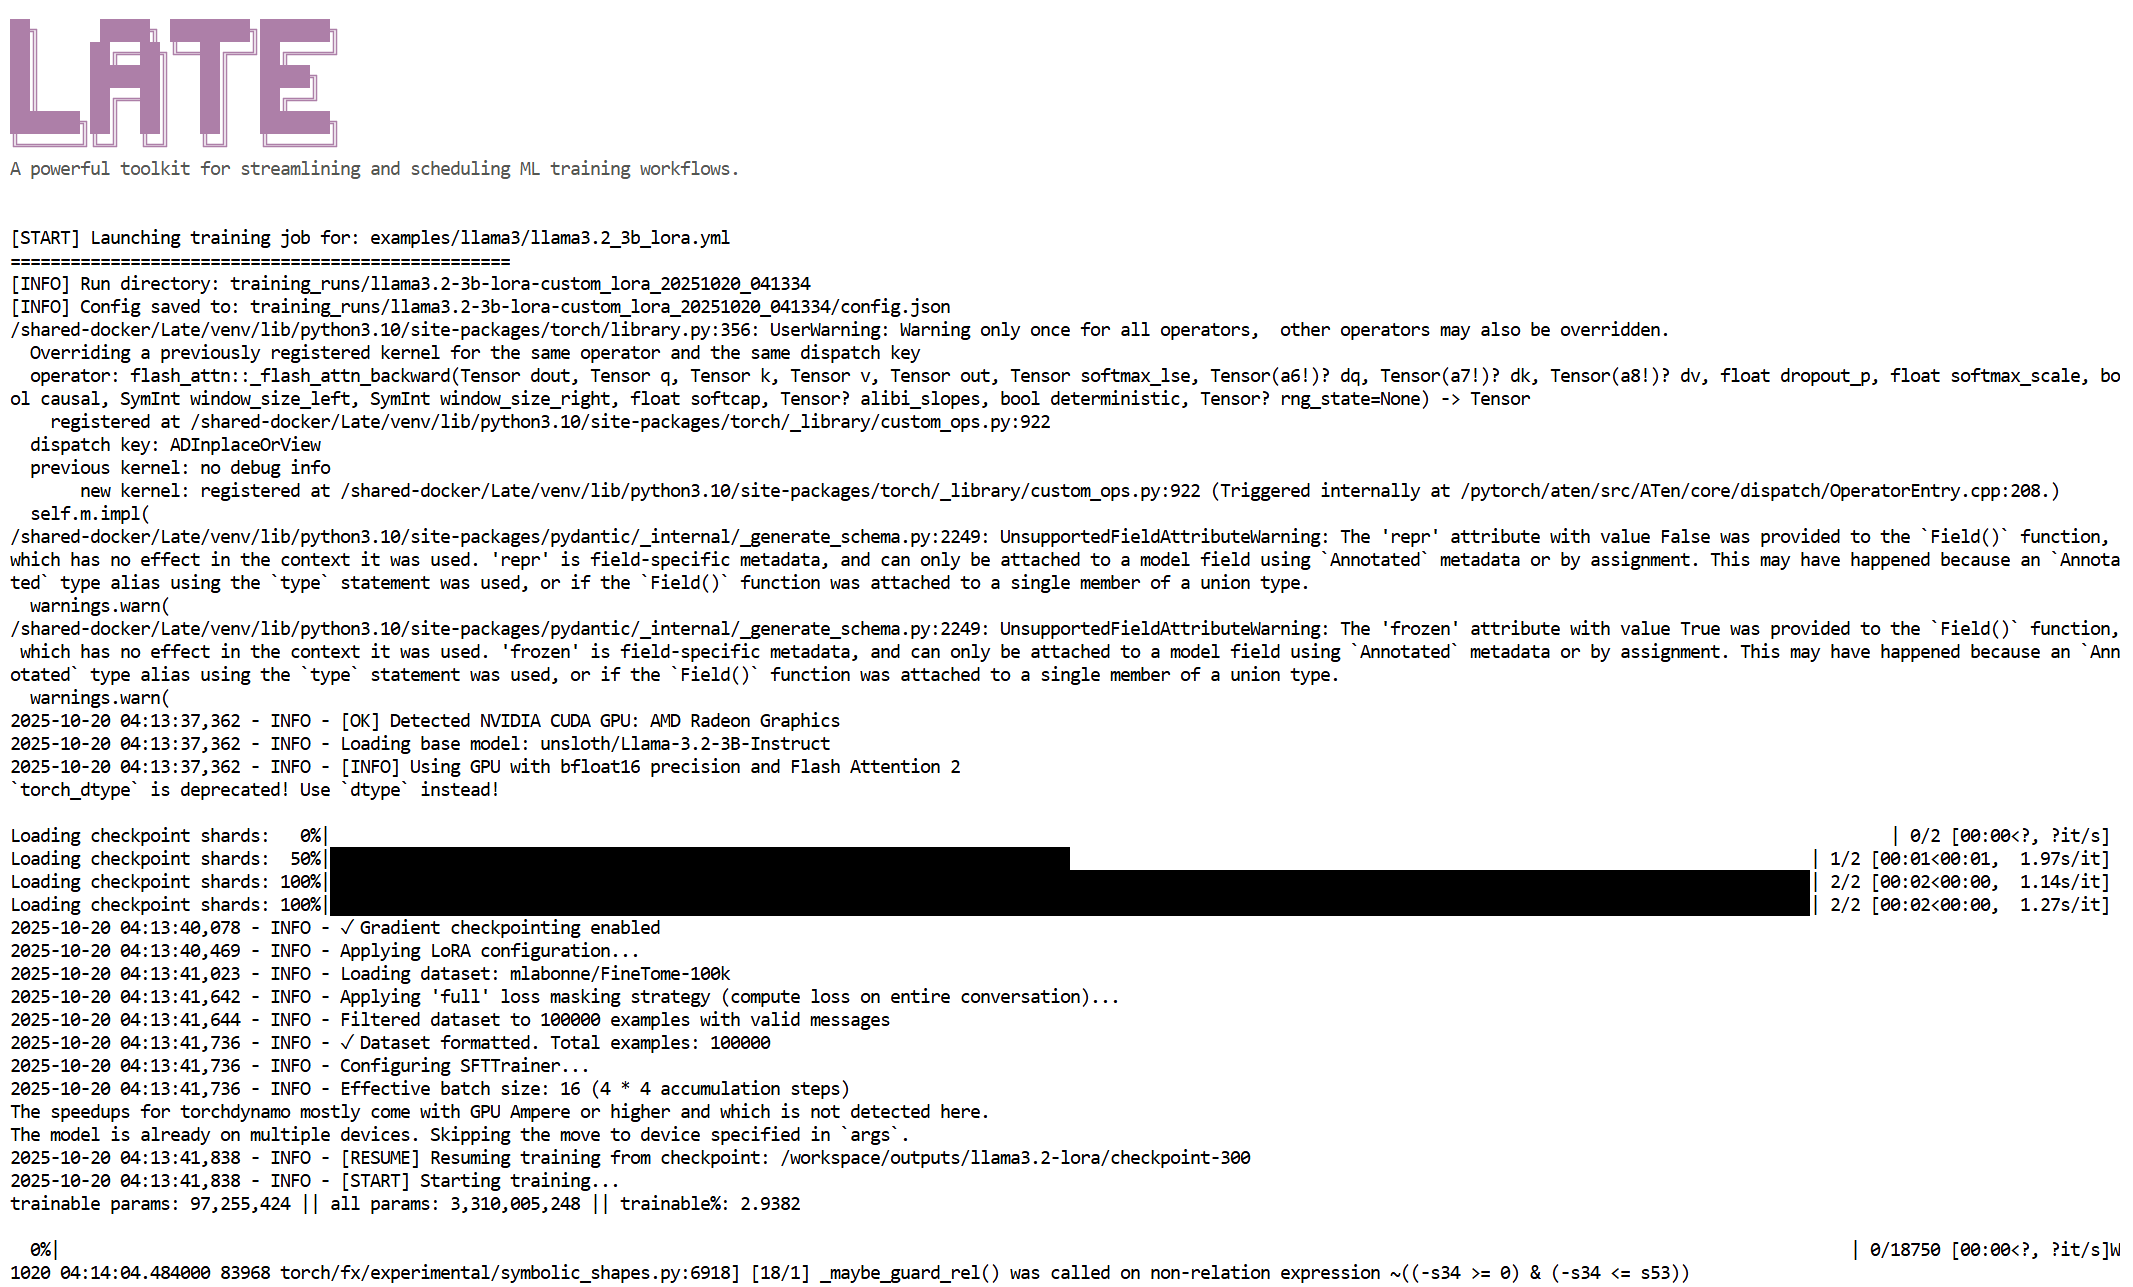 LATE
A powerful toolkit for streamlining and scheduling ML training workflows.
[START] Launching training job for: examples/llama3/llama3.2_3b_lora.yml
==================================================
[INFO] Run directory: training_runs/llama3.2-3b-lora-custom_lora_20251020_041334
[INFO] Config saved to: training_runs/llama3.2-3b-lora-custom_lora_20251020_041334/config.json
/shared-docker/Late/venv/lib/python3.10/site-packages/torch/library.py:356: UserWarning: Warning only once for all operators,  other operators may also be overridden.
  Overriding a previously registered kernel for the same operator and the same dispatch key
  operator: flash_attn::_flash_attn_backward(Tensor dout, Tensor q, Tensor k, Tensor v, Tensor out, Tensor softmax_lse, Tensor(a6!)? dq, Tensor(a7!)? dk, Tensor(a8!)? dv, float dropout_p, float softmax_scale, bo
ol causal, SymInt window_size_left, SymInt window_size_right, float softcap, Tensor? alibi_slopes, bool deterministic, Tensor? rng_state=None) -> Tensor
    registered at /shared-docker/Late/venv/lib/python3.10/site-packages/torch/_library/custom_ops.py:922
  dispatch key: ADInplaceOrView
  previous kernel: no debug info
       new kernel: registered at /shared-docker/Late/venv/lib/python3.10/site-packages/torch/_library/custom_ops.py:922 (Triggered internally at /pytorch/aten/src/ATen/core/dispatch/OperatorEntry.cpp:208.)
  self.m.impl(
/shared-docker/Late/venv/lib/python3.10/site-packages/pydantic/_internal/_generate_schema.py:2249: UnsupportedFieldAttributeWarning: The 'repr' attribute with value False was provided to the `Field()` function,
which has no effect in the context it was used. 'repr' is field-specific metadata, and can only be attached to a model field using `Annotated` metadata or by assignment. This may have happened because an `Annota
ted` type alias using the `type` statement was used, or if the `Field()` function was attached to a single member of a union type.
  warnings.warn(
/shared-docker/Late/venv/lib/python3.10/site-packages/pydantic/_internal/_generate_schema.py:2249: UnsupportedFieldAttributeWarning: The 'frozen' attribute with value True was provided to the `Field()` function,
 which has no effect in the context it was used. 'frozen' is field-specific metadata, and can only be attached to a model field using `Annotated` metadata or by assignment. This may have happened because an `Ann
otated` type alias using the `type` statement was used, or if the `Field()` function was attached to a single member of a union type.
  warnings.warn(
2025-10-20 04:13:37,362 - INFO - [OK] Detected NVIDIA CUDA GPU: AMD Radeon Graphics
2025-10-20 04:13:37,362 - INFO - Loading base model: unsloth/Llama-3.2-3B-Instruct
2025-10-20 04:13:37,362 - INFO - [INFO] Using GPU with bfloat16 precision and Flash Attention 2
`torch_dtype` is deprecated! Use `dtype` instead!
Loading checkpoint shards:   0%| | 0/2 [00:00<?, ?it/s]
Loading checkpoint shards:  50%| | 1/2 [00:01<00:01,  1.97s/it]
Loading checkpoint shards: 100%| | 2/2 [00:02<00:00,  1.14s/it]
Loading checkpoint shards: 100%| | 2/2 [00:02<00:00,  1.27s/it]
2025-10-20 04:13:40,078 - INFO - ✓ Gradient checkpointing enabled
2025-10-20 04:13:40,469 - INFO - Applying LoRA configuration...
2025-10-20 04:13:41,023 - INFO - Loading dataset: mlabonne/FineTome-100k
2025-10-20 04:13:41,642 - INFO - Applying 'full' loss masking strategy (compute loss on entire conversation)...
2025-10-20 04:13:41,644 - INFO - Filtered dataset to 100000 examples with valid messages
2025-10-20 04:13:41,736 - INFO - ✓ Dataset formatted. Total examples: 100000
2025-10-20 04:13:41,736 - INFO - Configuring SFTTrainer...
2025-10-20 04:13:41,736 - INFO - Effective batch size: 16 (4 * 4 accumulation steps)
The speedups for torchdynamo mostly come with GPU Ampere or higher and which is not detected here.
The model is already on multiple devices. Skipping the move to device specified in `args`.
2025-10-20 04:13:41,838 - INFO - [RESUME] Resuming training from checkpoint: /workspace/outputs/llama3.2-lora/checkpoint-300
2025-10-20 04:13:41,838 - INFO - [START] Starting training...
trainable params: 97,255,424 || all params: 3,310,005,248 || trainable%: 2.9382
  0%| | 0/18750 [00:00<?, ?it/s]W
1020 04:14:04.484000 83968 torch/fx/experimental/symbolic_shapes.py:6918] [18/1] _maybe_guard_rel() was called on non-relation expression ~((-s34 >= 0) & (-s34 <= s53))